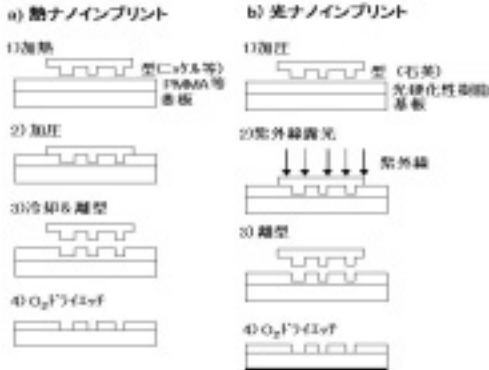 a) 熱ナノインプリント
1)加熱
型(ニッケル等)
PMMA等
基板
2)加圧
3)冷却&離型
4)O₂ドライエッチ
b) 光ナノインプリント
1)加圧
型 (石英)
光硬化性樹脂
基板
2)紫外線露光
紫外線
3)離型
4)O₂ドライエッチ